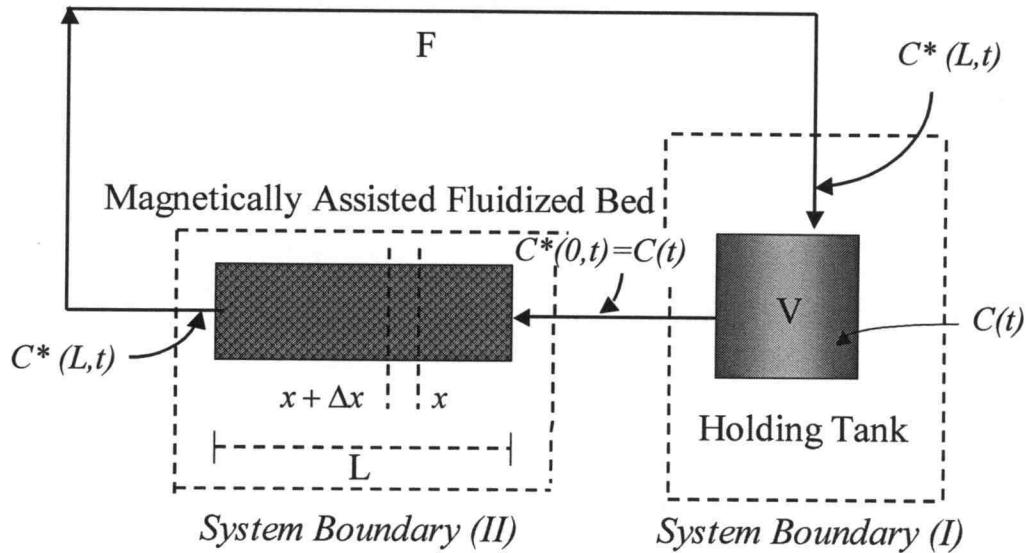 F
C* (L,t)
Magnetically Assisted Fluidized Bed
C*(0,t)=C(t)
V
C(t)
C* (L,t)
x + Δx
x
Holding Tank
L
System Boundary (II)
System Boundary (I)